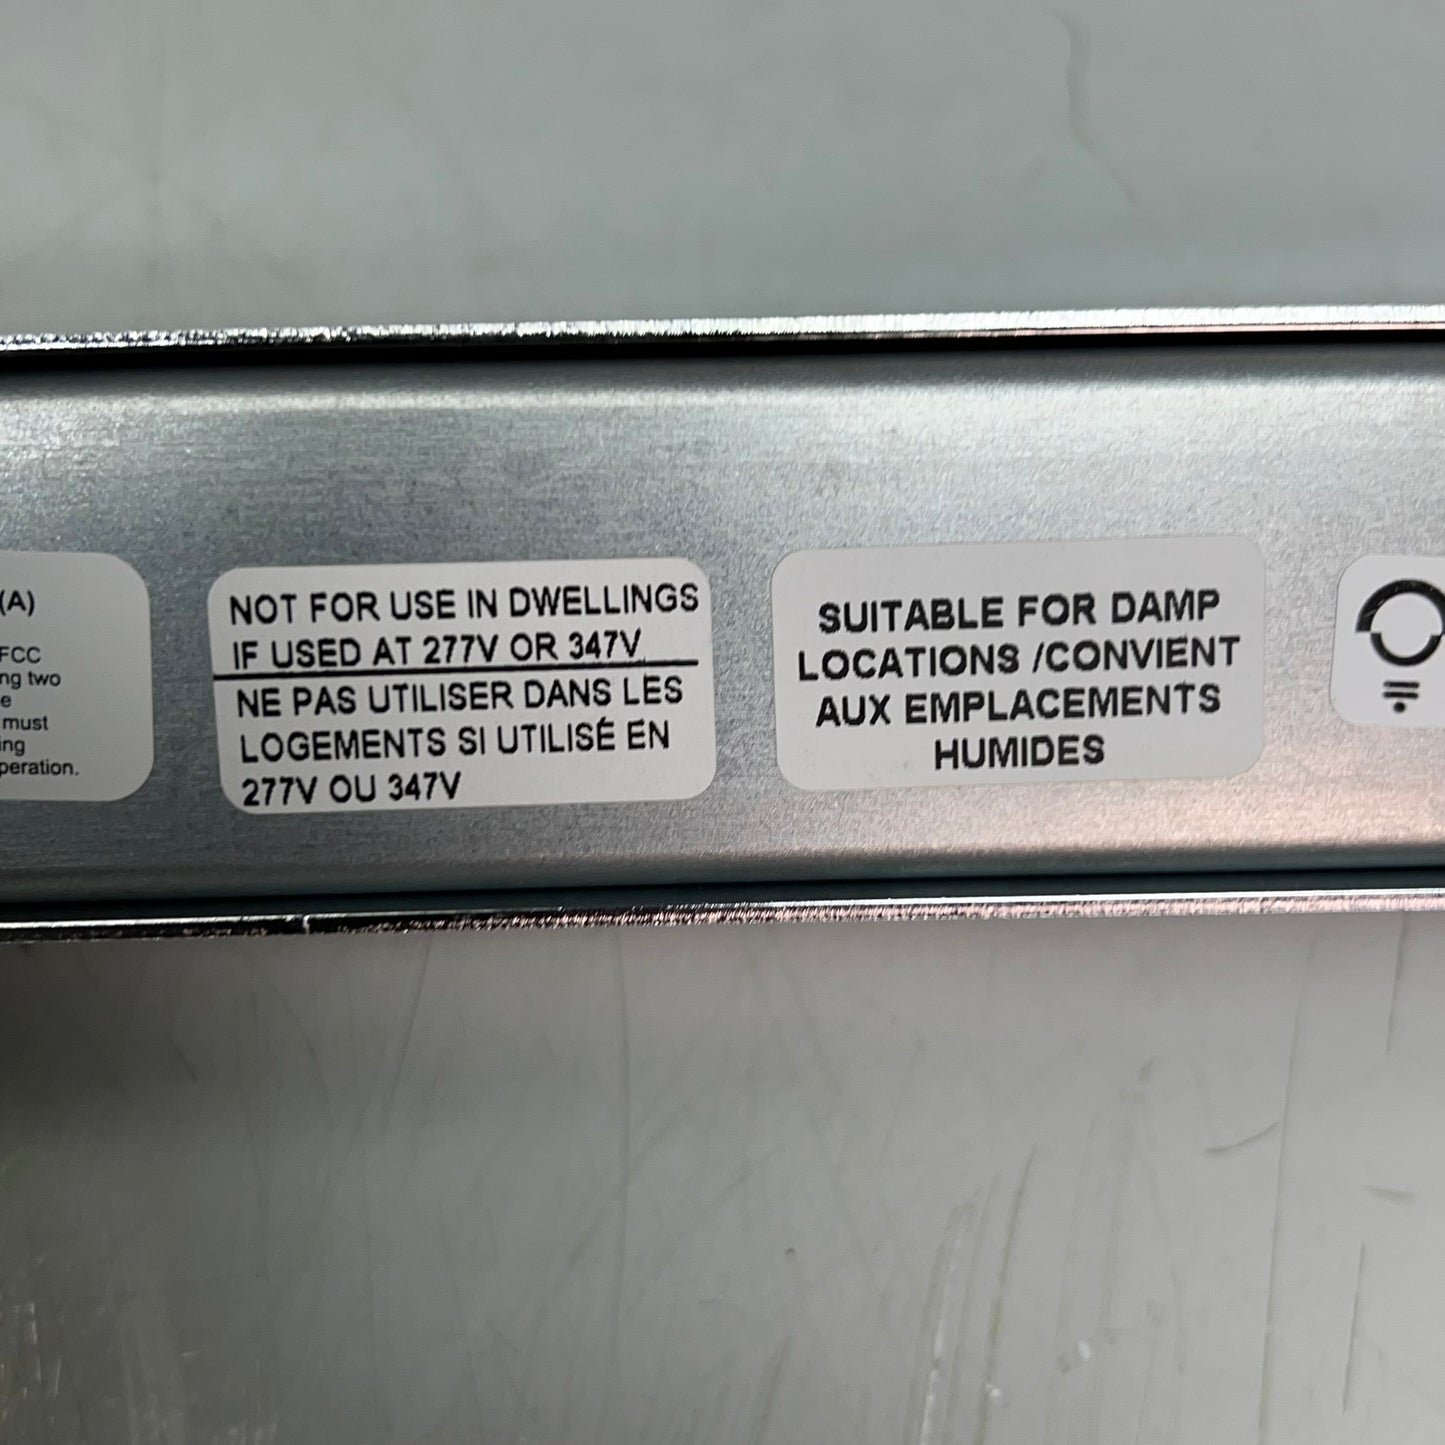 (A)
FCC
ng two
e
must
ing
peration.
NOT FOR USE IN DWELLINGS
IF USED AT 277V OR 347V
NE PAS UTILISER DANS LES
LOGEMENTS SI UTILISÉ EN
277V OU 347V
SUITABLE FOR DAMP
LOCATIONS /CONVIENT
AUX EMPLACEMENTS
HUMIDES